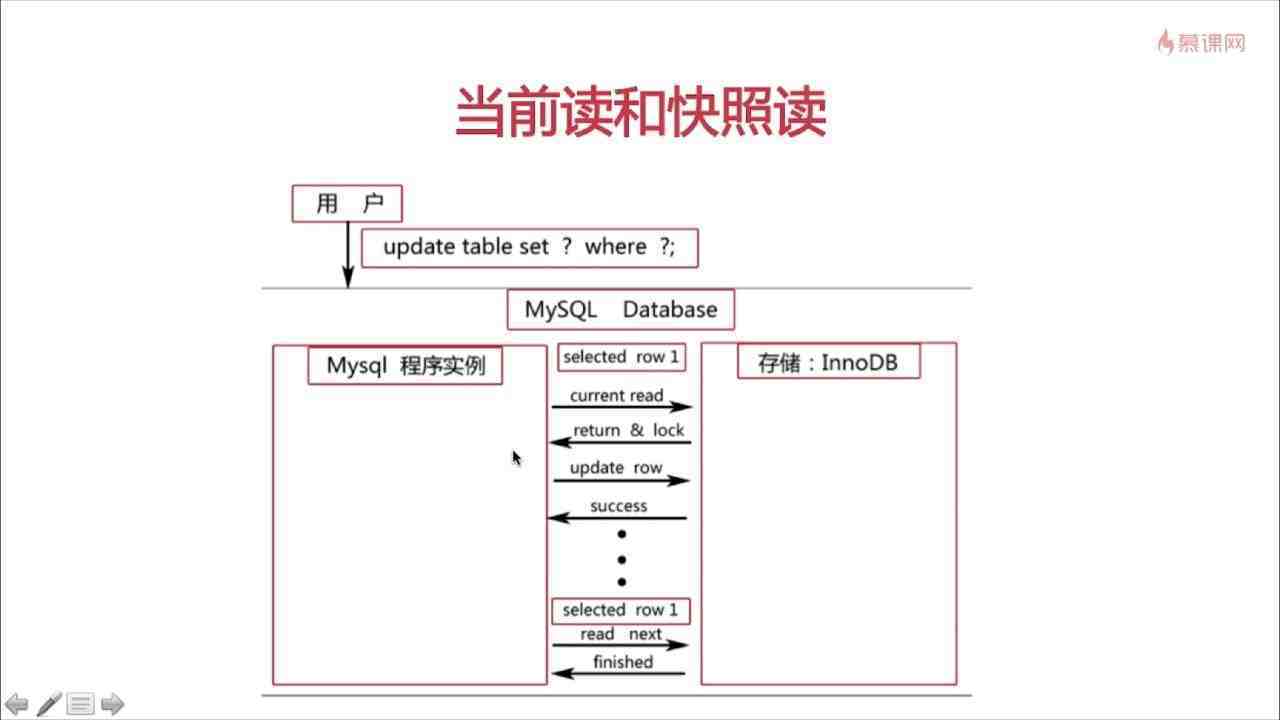 慕课网
当前读和快照读
用 户
update table set ? where ?;
MySQL Database
Mysql 程序实例
selected row 1
存储：InnoDB
current read
return & lock
update row
success
selected row 1
read next
finished